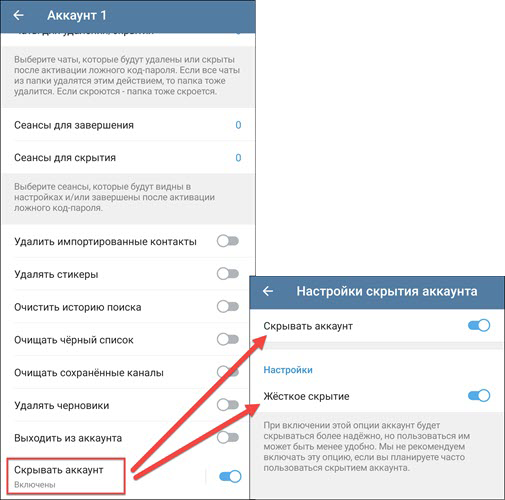 Аккаунт 1
Выберите чаты, которые будут удалены или скрыты
после активации ложного код-пароля. Если все чаты
из папки удалятся этим действием, то папка тоже
удалится. Если скроются - папка тоже скроется.
Сеансы для завершения 0
Сеансы для скрытия 0
Выберите сеансы, которые будут видны в
настройках и/или завершены после активации
ложного код-пароля.
Удалить импортированные контакты
Удалять стикеры
Очистить историю поиска
Очищать чёрный список
Очищать сохранённые каналы
Удалять черновики
Выходить из аккаунта
Скрывать аккаунт
Включены
Настройки скрытия аккаунта
Скрывать аккаунт
Настройки
Жёсткое скрытие
При включении этой опции аккаунт будет
скрываться более надёжно, но пользоваться им
может быть менее удобно. Мы не рекомендуем
включать эту опцию, если вы планируете часто
пользоваться скрытием аккаунта.